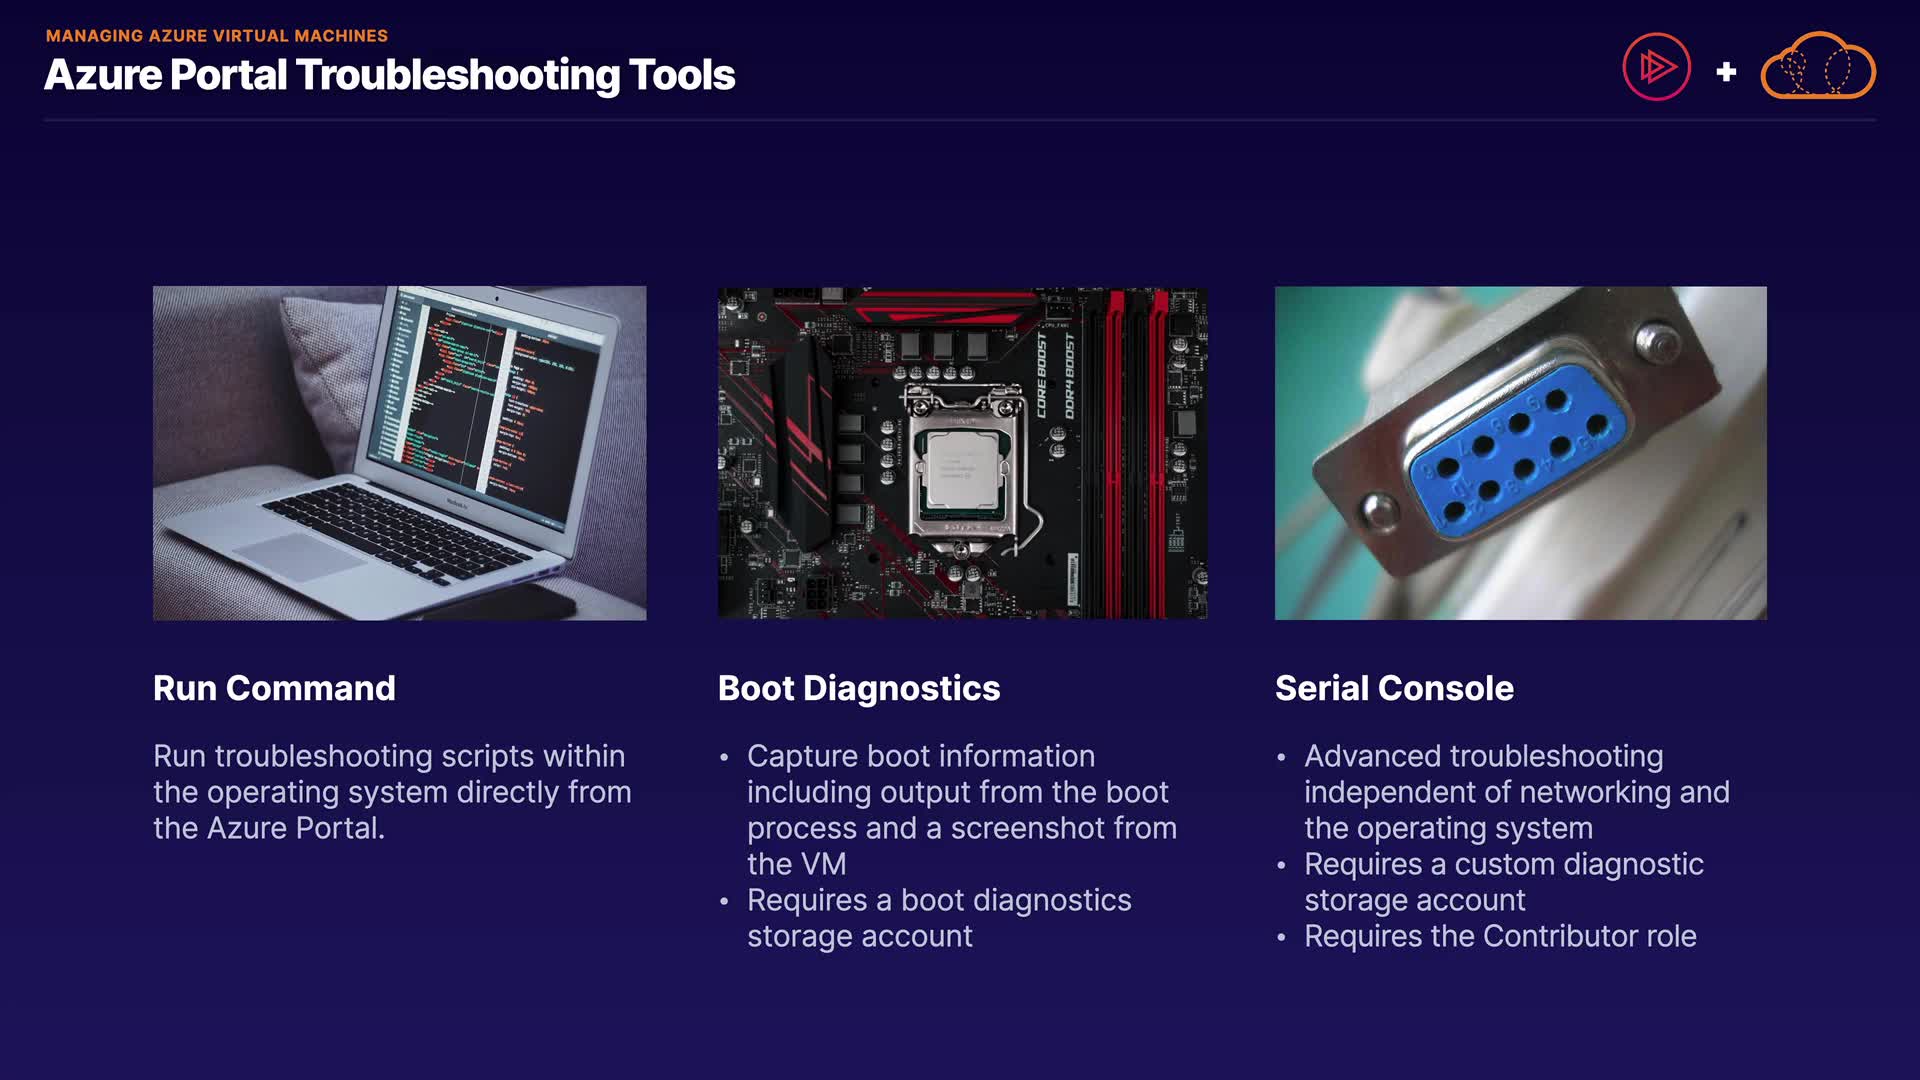 MANAGING AZURE VIRTUAL MACHINES
Azure Portal Troubleshooting Tools
+
CORE BOOST
DDR4 BOOST
Run Command
Run troubleshooting scripts within
the operating system directly from
the Azure Portal.
Boot Diagnostics
• Capture boot information
including output from the boot
process and a screenshot from
the VM
• Requires a boot diagnostics
storage account
Serial Console
• Advanced troubleshooting
independent of networking and
the operating system
• Requires a custom diagnostic
storage account
• Requires the Contributor role